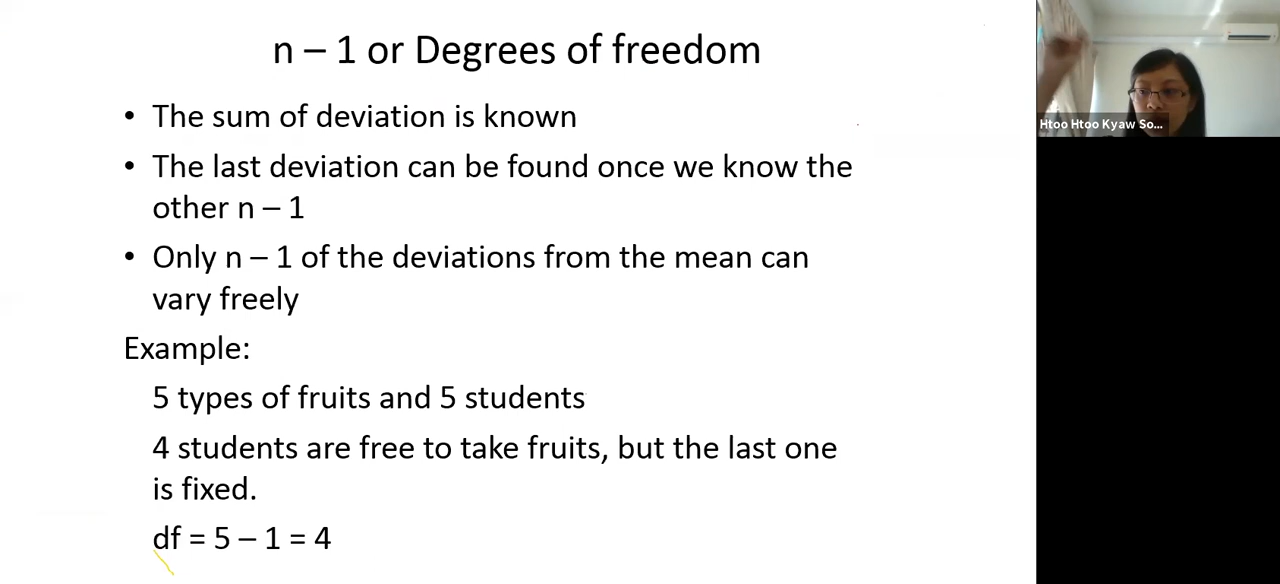 n – 1 or Degrees of freedom
• The sum of deviation is known
• The last deviation can be found once we know the
other n – 1
• Only n – 1 of the deviations from the mean can
vary freely
Example:
5 types of fruits and 5 students
4 students are free to take fruits, but the last one
is fixed.
df = 5 – 1 = 4
Htoo Htoo Kyaw So...